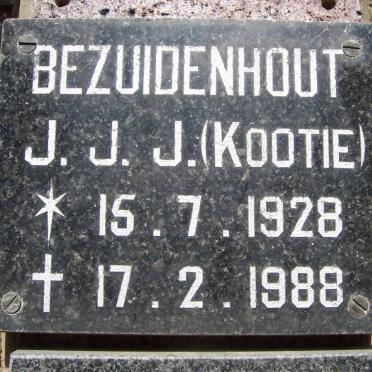 BEZUIDENHOUT
J. J. J. (KOOTIE)
* 15 . 7 . 1928
† 17 . 2 . 1988